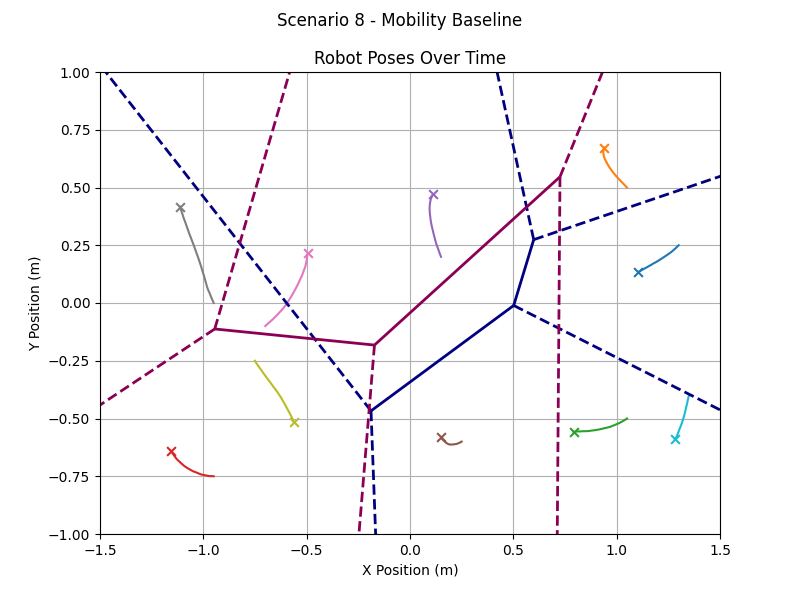 Scenario 8 - Mobility Baseline
Robot Poses Over Time
1.00
0.75
0.50
0.25
0.00
−0.25
−0.50
−0.75
−1.00
Y Position (m)
−1.5 −1.0 −0.5 0.0 0.5 1.0 1.5
X Position (m)